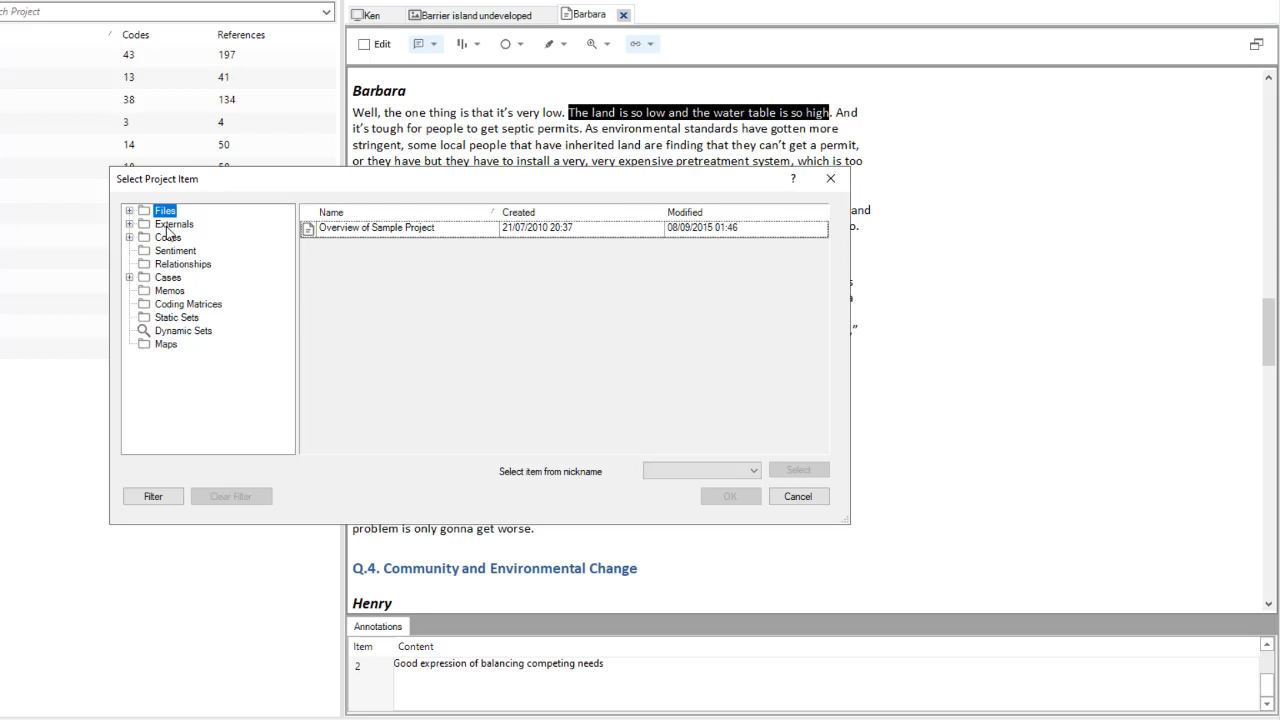 ch Project
Codes References
43 197
13 41
38 134
3 4
14 50
Ken
Barrier island undeveloped
Barbara
Edit
Barbara
Well, the one thing is that it's very low. The land is so low and the water table is so high. And
it's tough for people to get septic permits. As environmental standards have gotten more
stringent, some local people that have inherited land are finding that they can't get a permit,
or they have but they have to install a very, very expensive pretreatment system, which is too
and
o.
s
a
"
Select Project Item
?
Files
Externals
Codes
Sentiment
Relationships
Cases
Memos
Coding Matrices
Static Sets
Dynamic Sets
Maps
Name Created Modified
Overview of Sample Project 21/07/2010 20:37 08/09/2015 01:46
Select item from nickname
Select
Filter
Clear Filter
OK
Cancel
problem is only gonna get worse.
Q.4. Community and Environmental Change
Henry
Annotations
Item Content
2 Good expression of balancing competing needs